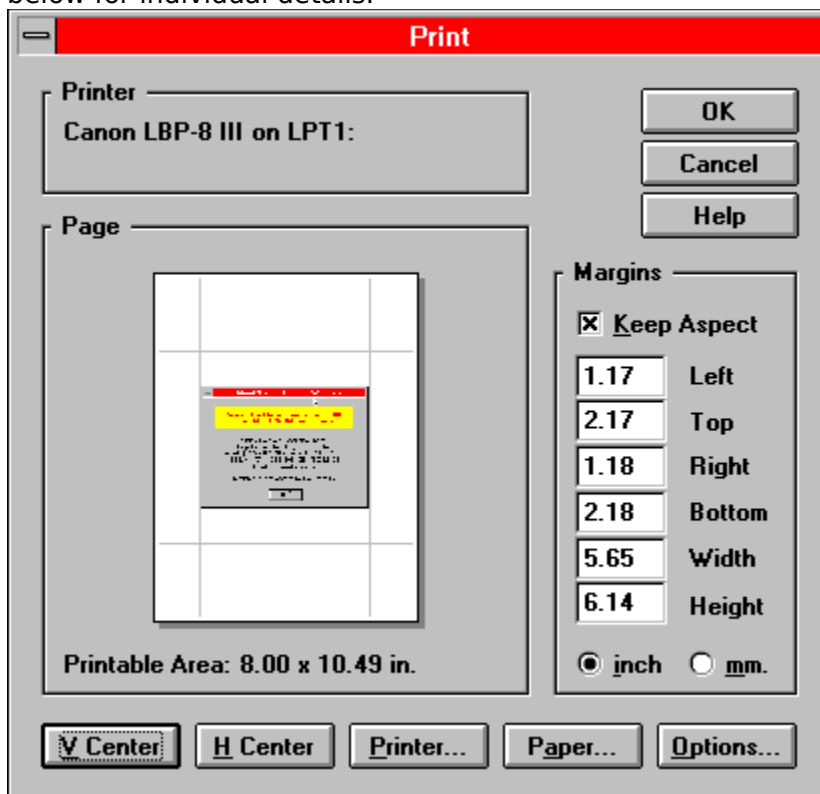 below for individual details.
Print
Printer
Canon LBP-8 III on LPT1:
OK
Cancel
Help
Page
Printable Area: 8.00 x 10.49 in.
Margins
Keep Aspect
1.17 Left
2.17 Top
1.18 Right
2.18 Bottom
5.65 Width
6.14 Height
inch mm.
V Center H Center Printer... Paper... Options...